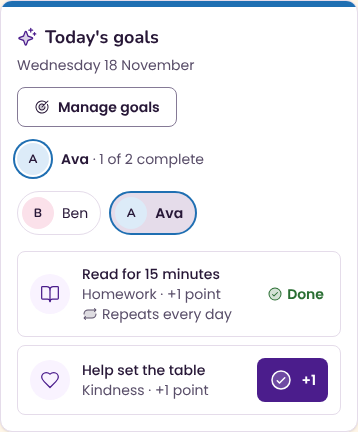 Today's goals
Wednesday 18 November
Manage goals
A Ava · 1 of 2 complete
B Ben A Ava
Read for 15 minutes
Homework · +1 point Done
Repeats every day
Help set the table
Kindness · +1 point +1